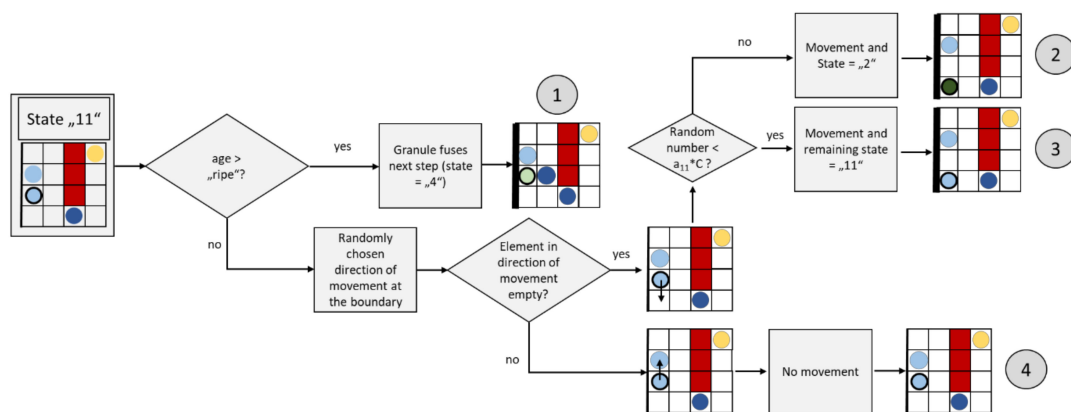 State „11“
age >
„ripe“?
yes
no
Granule fuses
next step (state
= „4“)
1
Randomly
chosen
direction of
movement at
the boundary
Element in
direction of
movement
empty?
yes
no
Random
number <
a11*C ?
no
yes
Movement and
State = „2“
2
Movement and
remaining state
= „11“
3
No movement
4